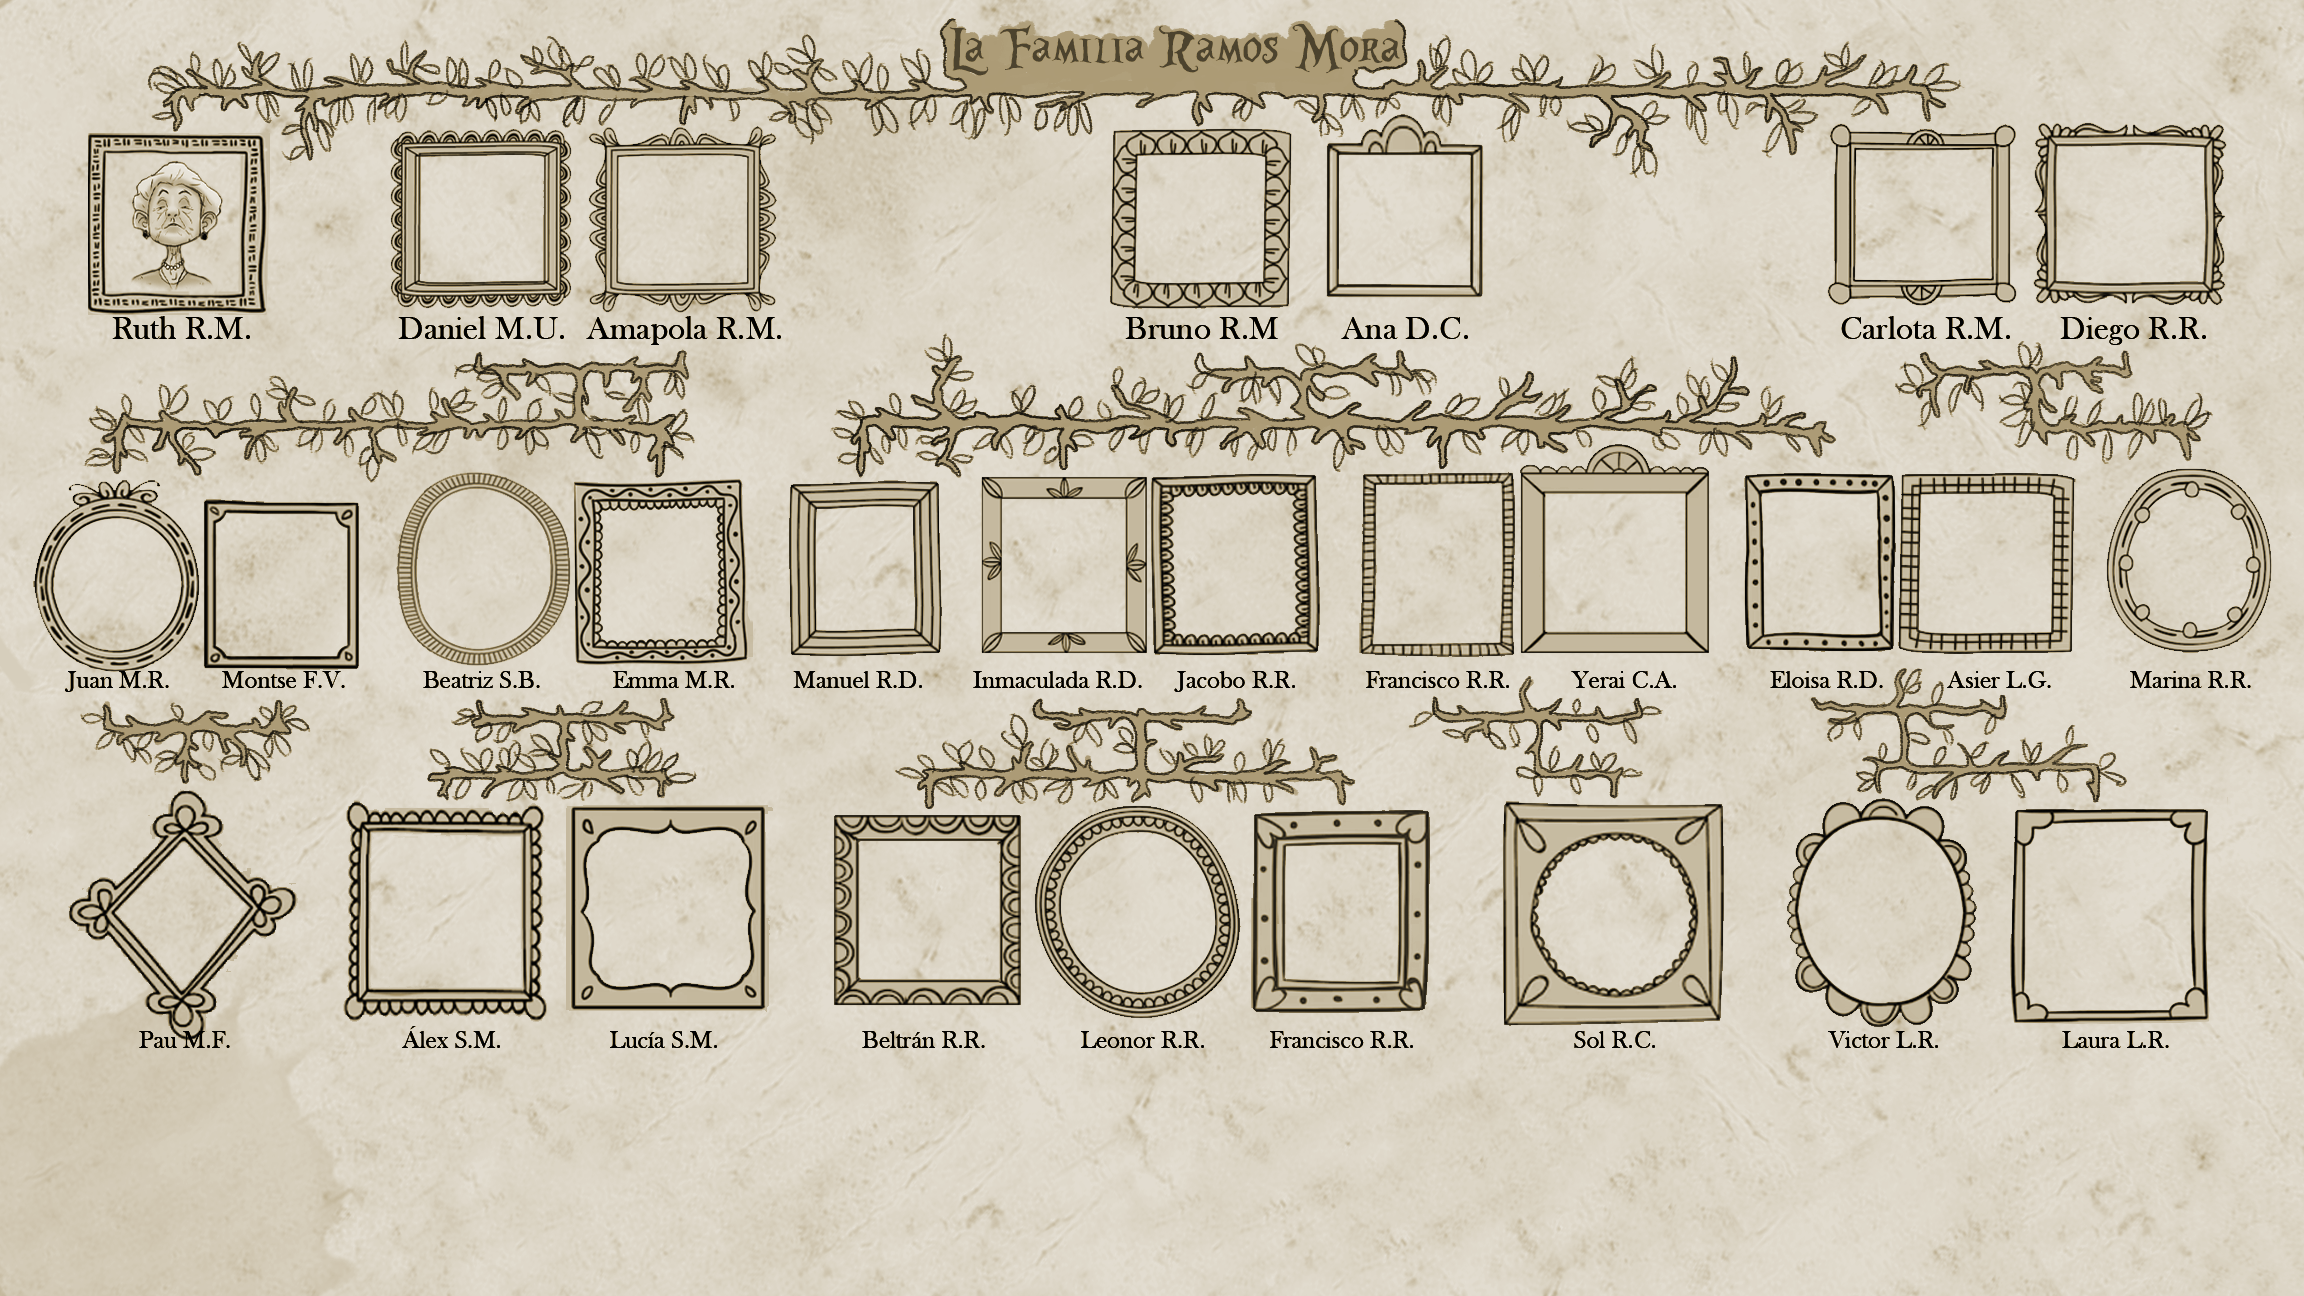 La Familia Ramos Mora
Ruth R.M. Daniel M.U. Amapola R.M. Bruno R.M Ana D.C. Carlota R.M. Diego R.R.
Juan M.R. Montse F.V. Beatriz S.B. Emma M.R. Manuel R.D. Inmaculada R.D. Jacobo R.R. Francisco R.R. Yerai C.A. Eloisa R.D. Asier L.G. Marina R.R.
Pau M.F. Álex S.M. Lucía S.M. Beltrán R.R. Leonor R.R. Francisco R.R. Sol R.C. Victor L.R. Laura L.R.